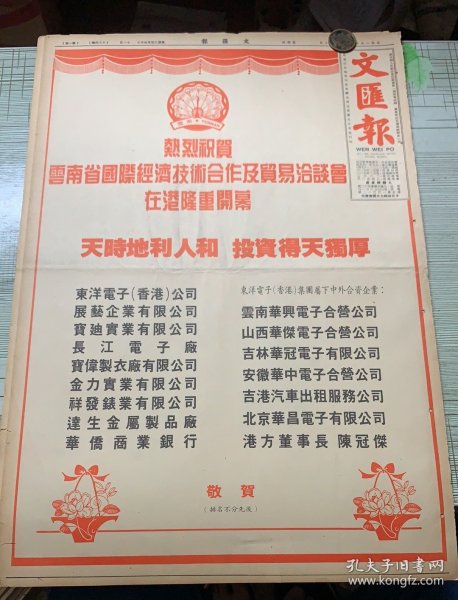 文匯報
文匯報
WEN WEI PO
熱烈祝賀
雲南省國際經濟技術合作及貿易洽談會
在港隆重開幕
天時地利人和 投資得天獨厚
東洋電子(香港)公司
展藝企業有限公司
寶迪實業有限公司
長江電子廠
寶偉製衣廠有限公司
金力實業有限公司
祥發錶業有限公司
達生金屬製品廠
華僑商業銀行
東洋電子(香港)集團屬下中外合資企業：
雲南華興電子合營公司
山西華傑電子合營公司
吉林華冠電子有限公司
安徽華中電子合營公司
吉港汽車出租服務公司
北京華昌電子有限公司
港方董事長 陳冠傑
敬賀
(排名不分先後)
孔夫子旧书网
www.kongfz.com